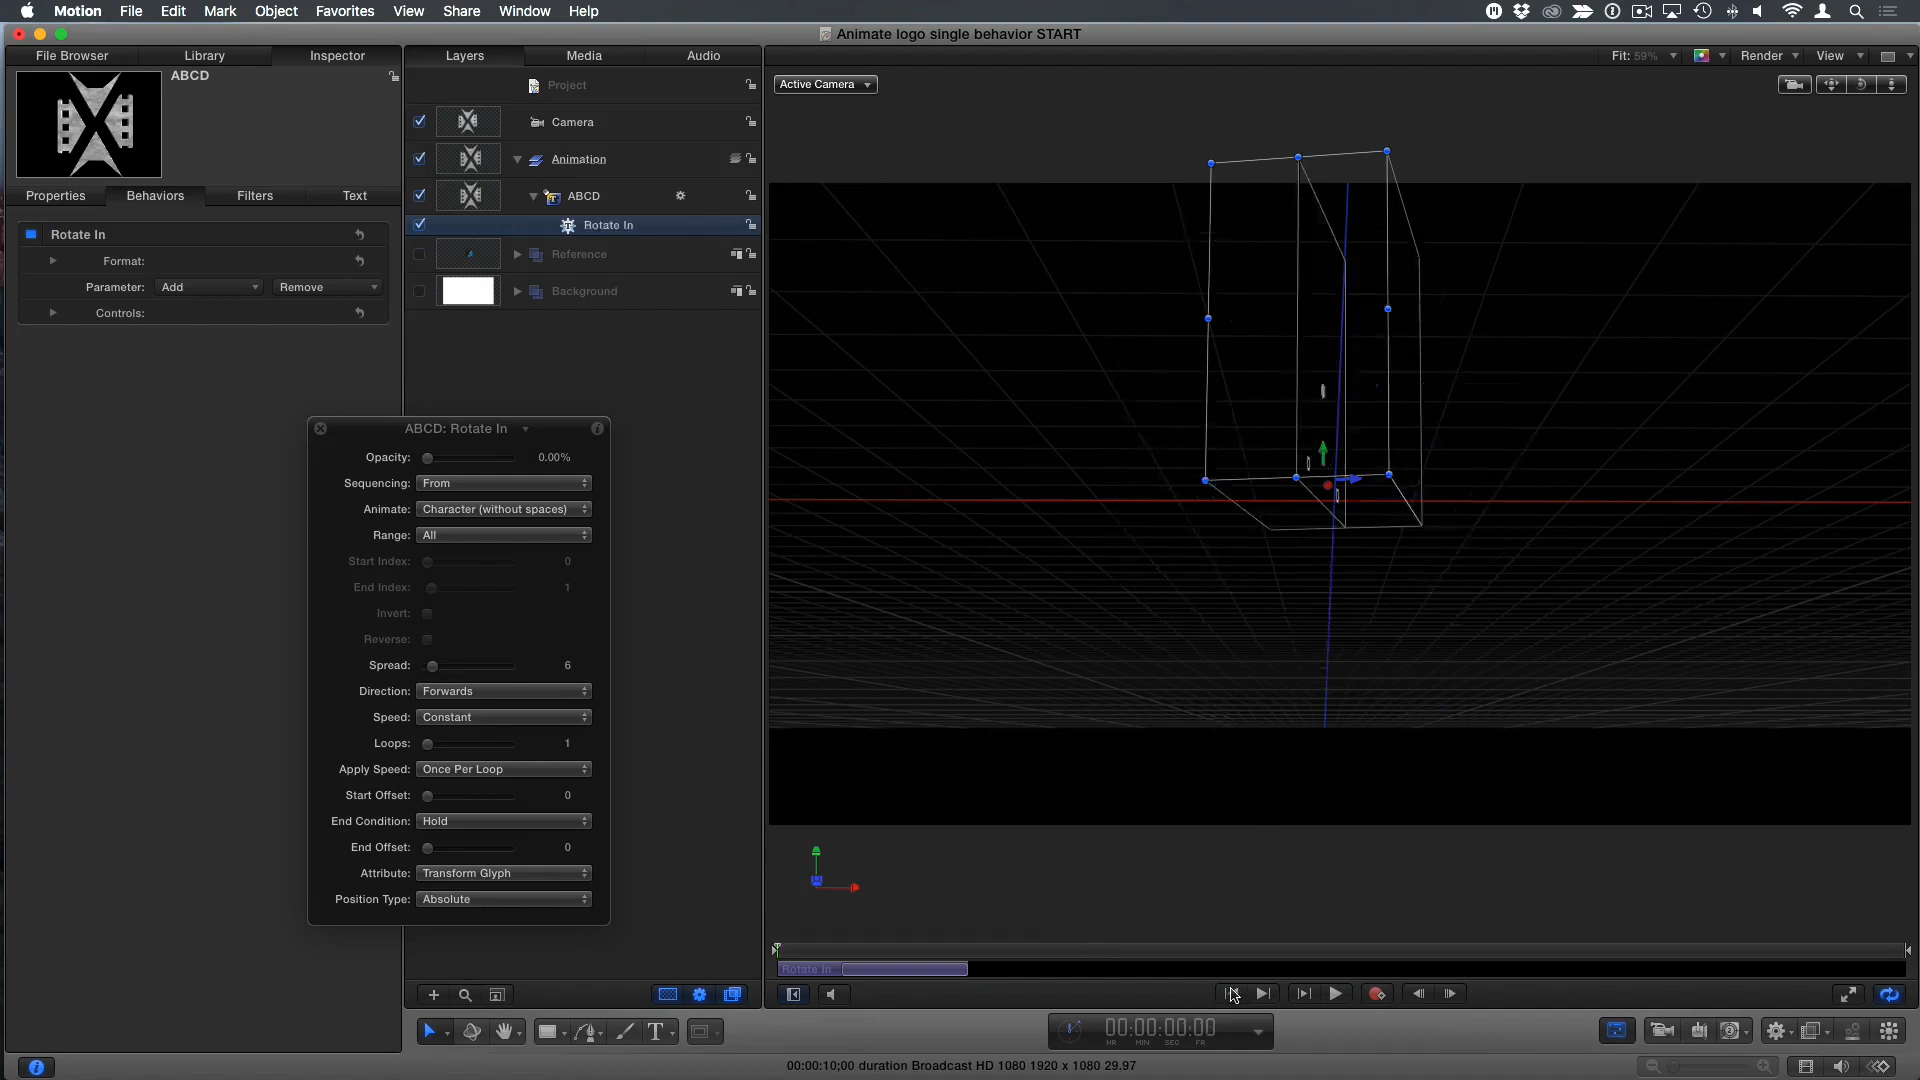 Motion File Edit Mark Object Favorites View Share Window Help
Animate logo single behavior START
File Browser Library Inspector
Layers Media Audio
Fit: 59% Render View
ABCD
Active Camera
Project
Camera
Animation
ABCD
Rotate In
Reference
Background
Properties Behaviors Filters Text
Rotate In
Format:
Parameter: Add Remove
Controls:
ABCD: Rotate In
Opacity: 0.00%
Sequencing: From
Animate: Character (without spaces)
Range: All
Start Index: 0
End Index: 1
Invert:
Reverse:
Spread: 6
Direction: Forwards
Speed: Constant
Loops: 1
Apply Speed: Once Per Loop
Start Offset: 0
End Condition: Hold
End Offset: 0
Attribute: Transform Glyph
Position Type: Absolute
Rotate In
T
00:00:00:00
HR MIN SEC FR
00:00:10;00 duration Broadcast HD 1080 1920 x 1080 29.97